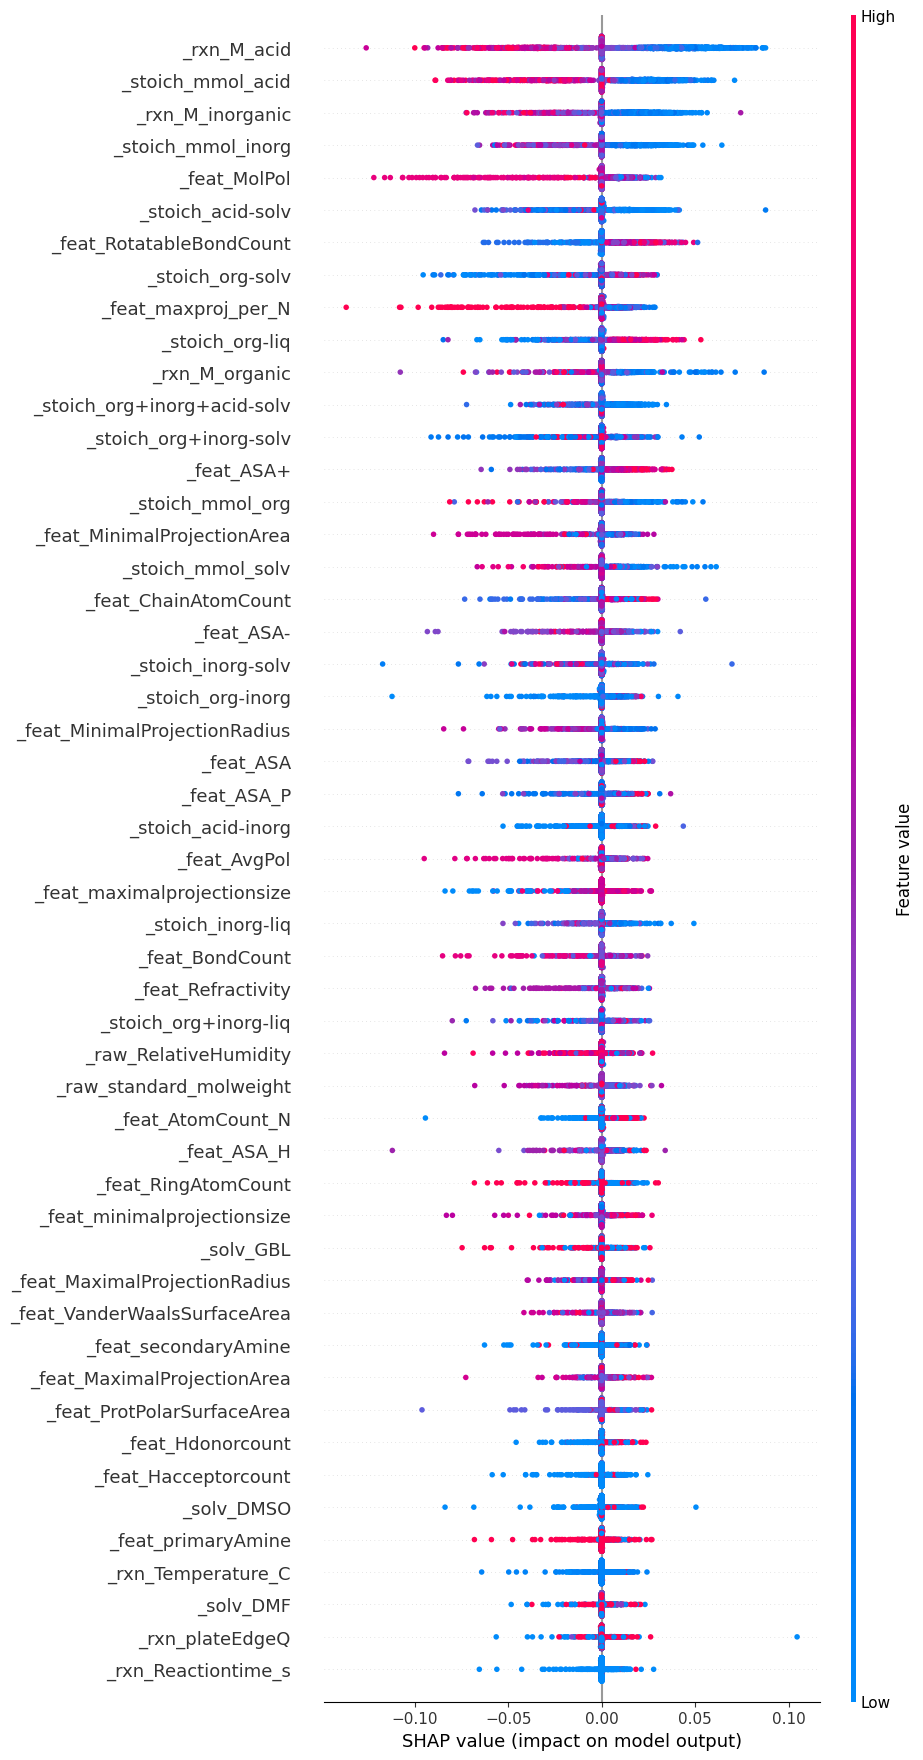 High
_rxn_M_acid
_stoich_mmol_acid
_rxn_M_inorganic
_stoich_mmol_inorg
_feat_MolPol
_stoich_acid-solv
_feat_RotatableBondCount
_stoich_org-solv
_feat_maxproj_per_N
_stoich_org-liq
_rxn_M_organic
_stoich_org+inorg+acid-solv
_stoich_org+inorg-solv
_feat_ASA+
_stoich_mmol_org
_feat_MinimalProjectionArea
_stoich_mmol_solv
_feat_ChainAtomCount
_feat_ASA-
_stoich_inorg-solv
_stoich_org-inorg
_feat_MinimalProjectionRadius
_feat_ASA
_feat_ASA_P
_stoich_acid-inorg
_feat_AvgPol
_feat_maximalprojectionsize
_stoich_inorg-liq
_feat_BondCount
_feat_Refractivity
_stoich_org+inorg-liq
_raw_RelativeHumidity
_raw_standard_molweight
_feat_AtomCount_N
_feat_ASA_H
_feat_RingAtomCount
_feat_minimalprojectionsize
_solv_GBL
_feat_MaximalProjectionRadius
_feat_VanderWaalsSurfaceArea
_feat_secondaryAmine
_feat_MaximalProjectionArea
_feat_ProtPolarSurfaceArea
_feat_Hdonorcount
_feat_Hacceptorcount
_solv_DMSO
_feat_primaryAmine
_rxn_Temperature_C
_solv_DMF
_rxn_plateEdgeQ
_rxn_Reactiontime_s
Feature value
Low
−0.10 −0.05 0.00 0.05 0.10
SHAP value (impact on model output)